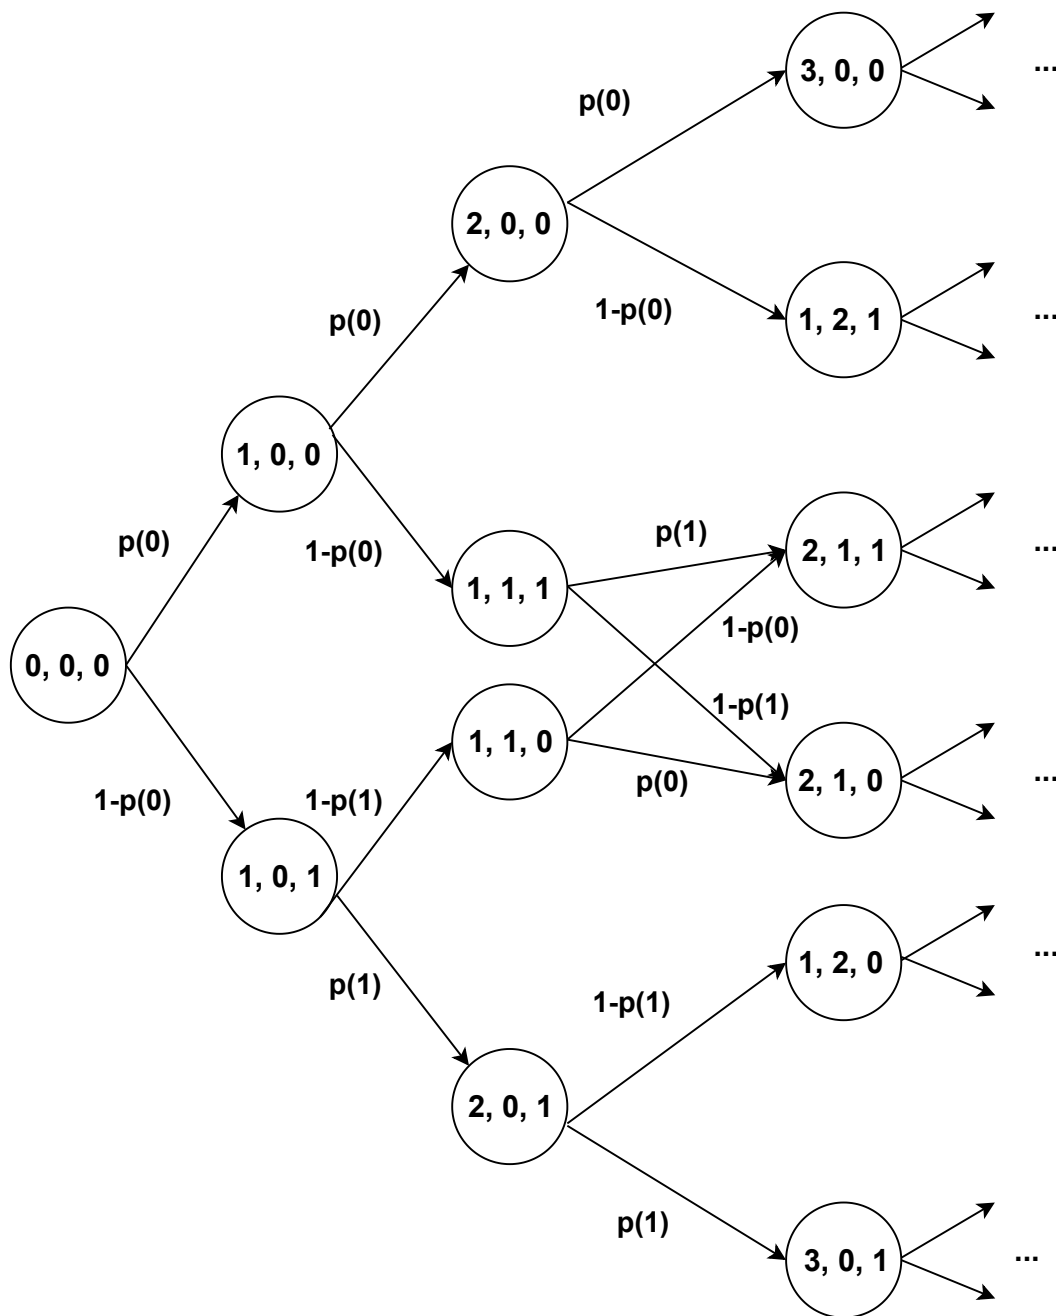 3, 0, 0
...
p(0)
2, 0, 0
1-p(0)
1, 2, 1
...
p(0)
1, 0, 0
p(0)
1-p(0)
p(1)
2, 1, 1
...
1, 1, 1
1-p(0)
0, 0, 0
1-p(1)
1, 1, 0
p(0)
2, 1, 0
...
1-p(0)
1-p(1)
1, 0, 1
p(1)
1-p(1)
1, 2, 0
...
2, 0, 1
p(1)
3, 0, 1
...